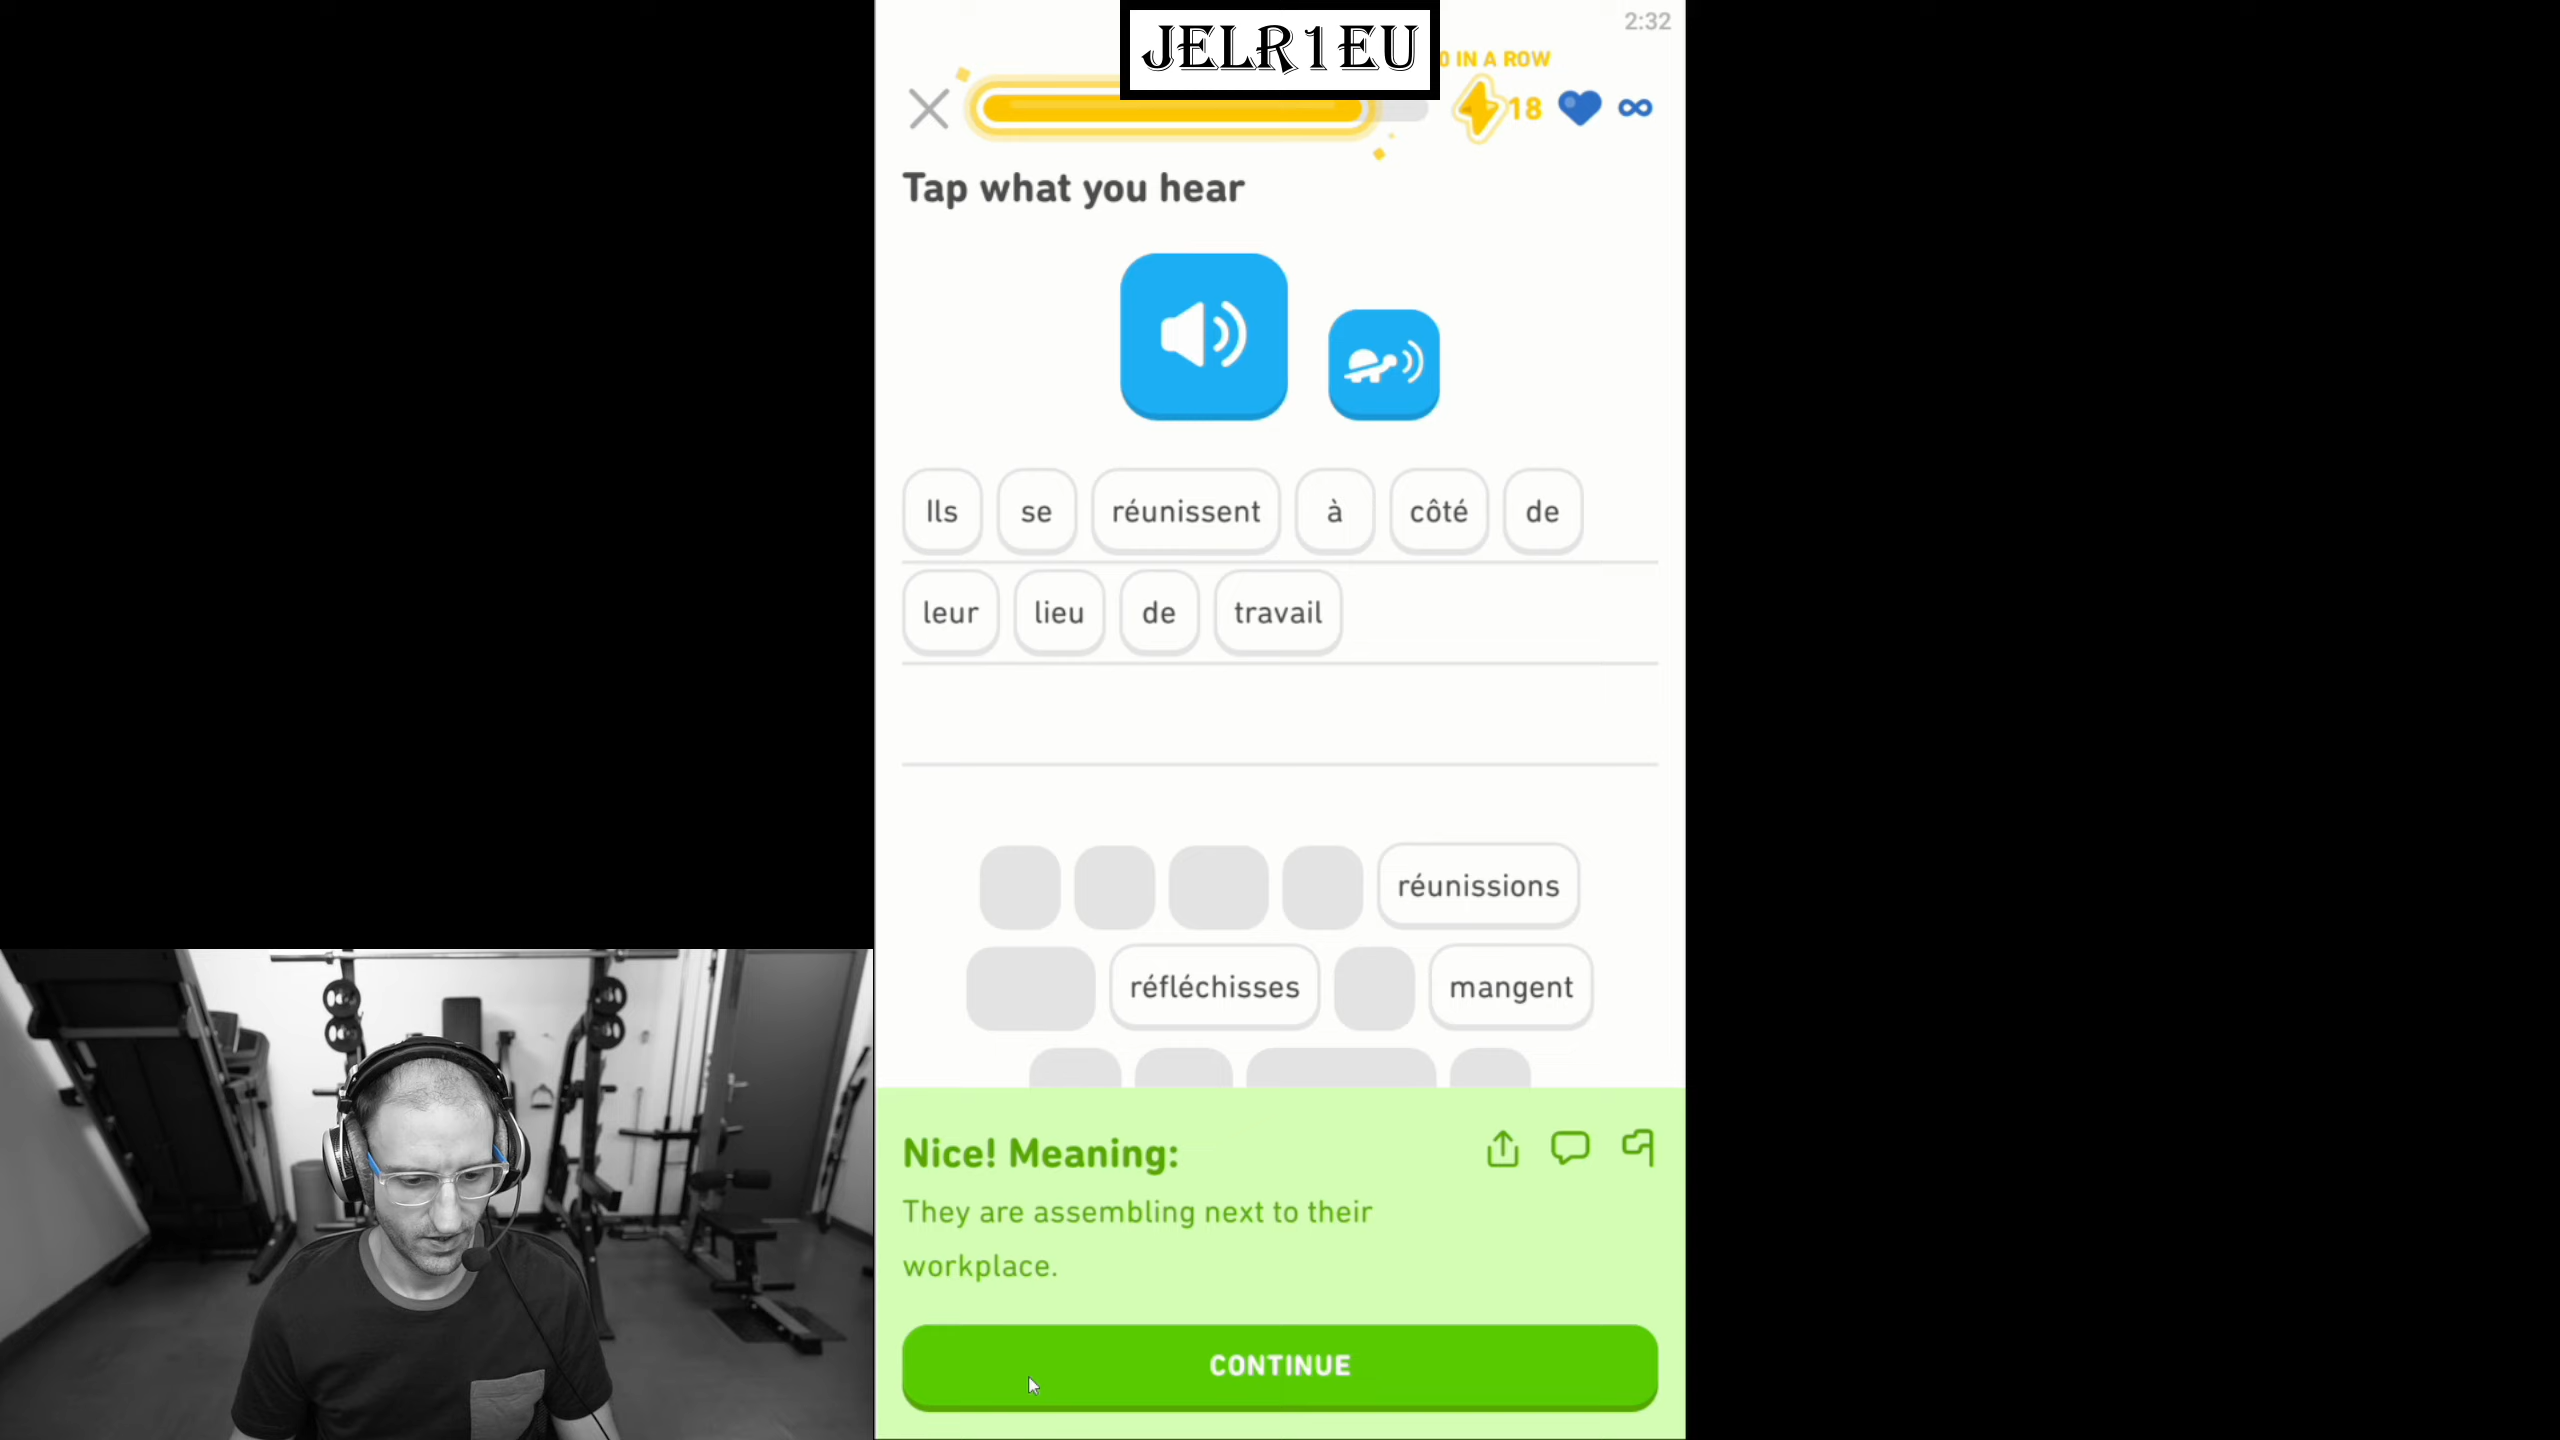 2:32
JELR1EU
0 IN A ROW
18
Tap what you hear
Ils se réunissent à côté de
leur lieu de travail
réunissions
réfléchisses mangent
Nice! Meaning:
They are assembling next to their
workplace.
CONTINUE